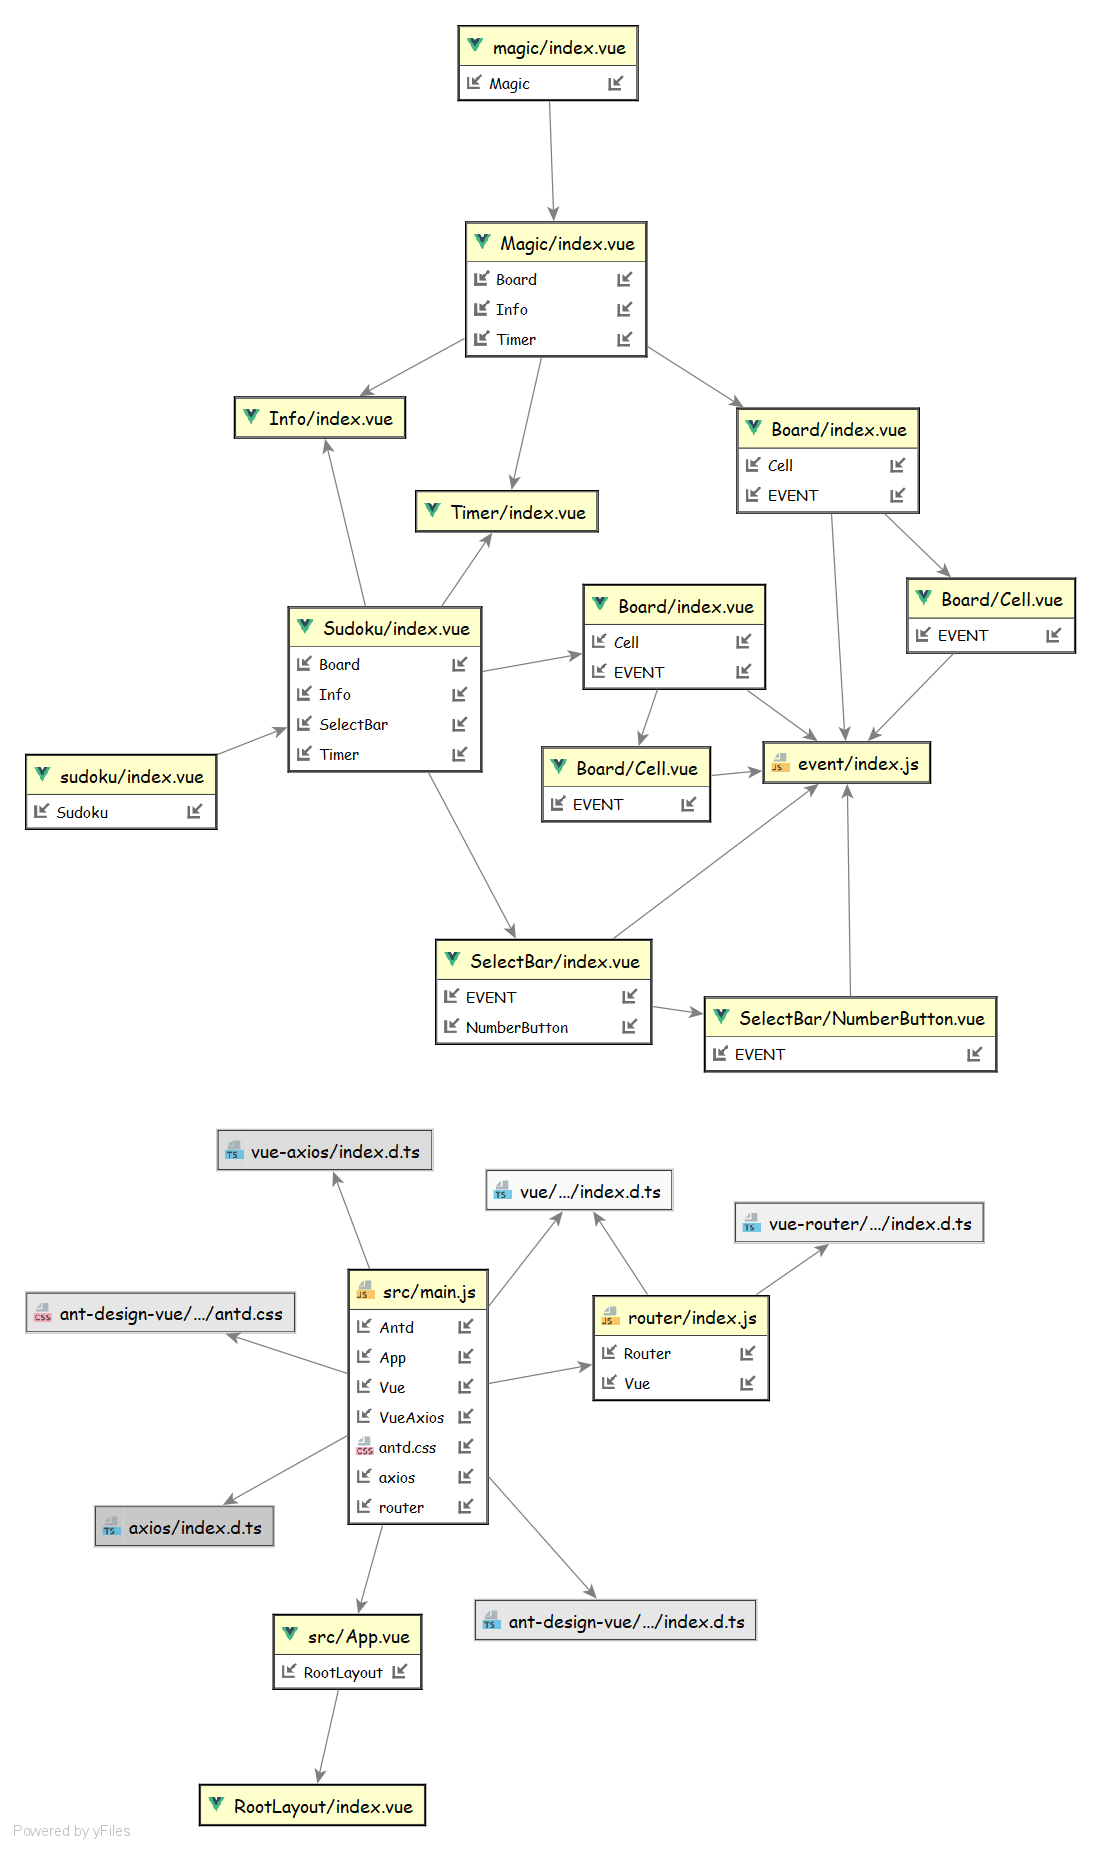 magic/index.vue
Magic
Magic/index.vue
Board
Info
Timer
Info/index.vue
Board/index.vue
Cell
EVENT
Timer/index.vue
Board/Cell.vue
EVENT
Board/index.vue
Cell
EVENT
Sudoku/index.vue
Board
Info
SelectBar
Timer
sudoku/index.vue
Sudoku
Board/Cell.vue
EVENT
JS event/index.js
SelectBar/index.vue
EVENT
NumberButton
SelectBar/NumberButton.vue
EVENT
TS vue-axios/index.d.ts
TS vue/.../index.d.ts
TS vue-router/.../index.d.ts
JS src/main.js
Antd
App
Vue
VueAxios
CSS antd.css
axios
router
CSS ant-design-vue/.../antd.css
JS router/index.js
Router
Vue
TS axios/index.d.ts
TS ant-design-vue/.../index.d.ts
src/App.vue
RootLayout
RootLayout/index.vue
Powered by yFiles